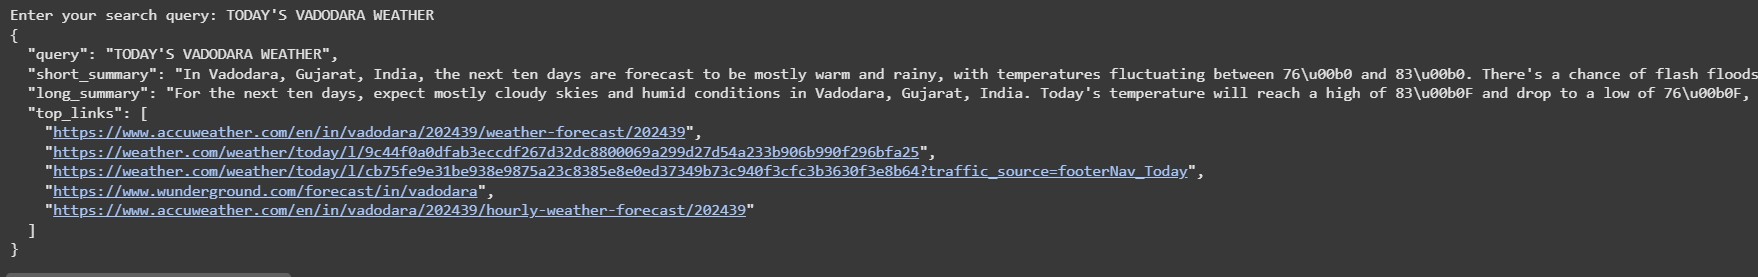 Enter your search query: TODAY'S VADODARA WEATHER
{
"query": "TODAY'S VADODARA WEATHER",
"short_summary": "In Vadodara, Gujarat, India, the next ten days are forecast to be mostly warm and rainy, with temperatures fluctuating between 76\u00b0 and 83\u00b0. There's a chance of flash floods
"long_summary": "For the next ten days, expect mostly cloudy skies and humid conditions in Vadodara, Gujarat, India. Today's temperature will reach a high of 83\u00b0F and drop to a low of 76\u00b0F,
"top_links": [
"https://www.accuweather.com/en/in/vadodara/202439/weather-forecast/202439",
"https://weather.com/weather/today/l/9c44f0a0dfab3eccdf267d32dc8800069a299d27d54a233b906b990f296bfa25",
"https://weather.com/weather/today/l/cb75fe9e31be938e9875a23c8385e8e0ed37349b73c940f3cfc3b3630f3e8b64?traffic_source=footerNav_Today",
"https://www.wunderground.com/forecast/in/vadodara",
"https://www.accuweather.com/en/in/vadodara/202439/hourly-weather-forecast/202439"
]
}